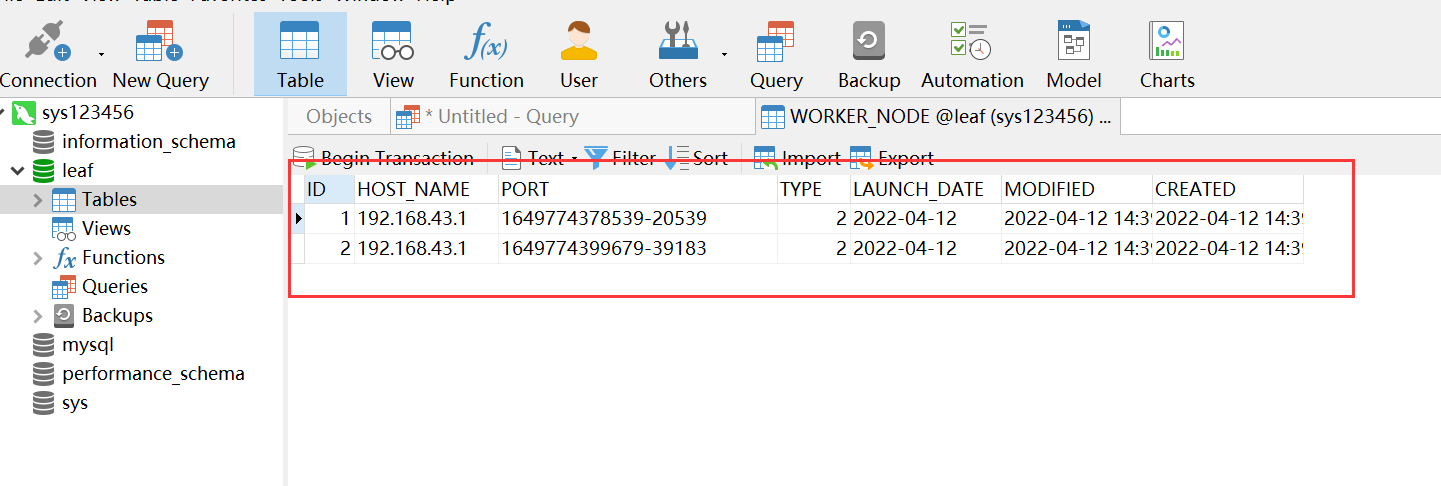 Connection New Query Table View Function User Others Query Backup Automation Model Charts
sys123456
information_schema
leaf
Tables
Views
Functions
Queries
Backups
mysql
performance_schema
sys
Objects * Untitled - Query WORKER_NODE @leaf (sys123456) ...
Begin Transaction Text Filter Sort Import Export
ID HOST_NAME PORT TYPE LAUNCH_DATE MODIFIED CREATED
1 192.168.43.1 1649774378539-20539 2 2022-04-12 2022-04-12 14:39 2022-04-12 14:39
2 192.168.43.1 1649774399679-39183 2 2022-04-12 2022-04-12 14:39 2022-04-12 14:39